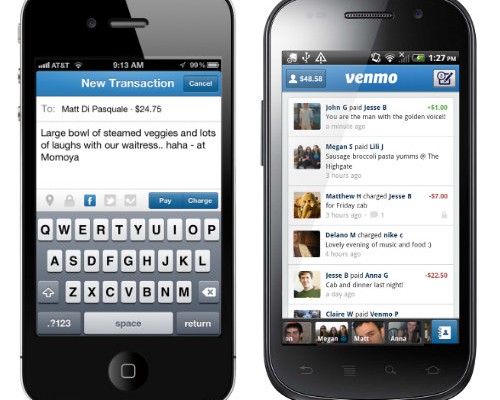 AT&T 9:13 AM 99%
New Transaction Cancel
To: Matt Di Pasquale - $24.75
Large bowl of steamed veggies and lots
of laughs with our waitress.. haha - at
Momoya
Pay Charge
Q W E R T Y U I O P
A S D F G H J K L
Z X C V B N M
.?123 space return
1:27 PM
$48.58 venmo
John G paid Jesse B +$1.00
You are the man with the golden voice!!
a minute ago
Megan S paid Lili J
Sausage broccoli pasta yumms @ The
Highgate
3 hours ago
Matthew H charged Jesse B -$7.00
for Friday cab
3 hours ago · 1
Delano M charged nike c
Lovely evening of music and food :)
4 hours ago
Jesse B paid Anna G -$22.50
Cab and dinner last night!
a day ago
Claire W paid Venmo P
in Megan Matt Anna